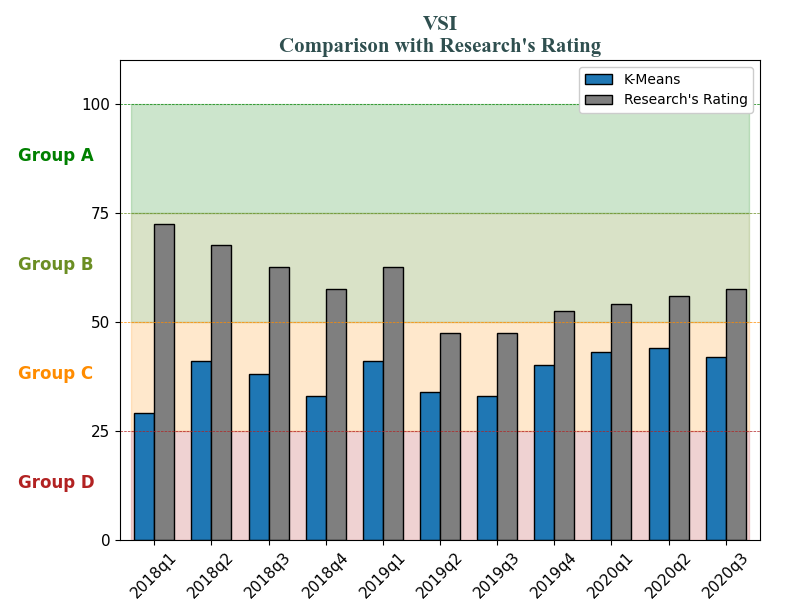 VSI
Comparison with Research's Rating
K-Means
Research's Rating
100
Group A
75
Group B
50
Group C
25
Group D
0
2018q1 2018q2 2018q3 2018q4 2019q1 2019q2 2019q3 2019q4 2020q1 2020q2 2020q3